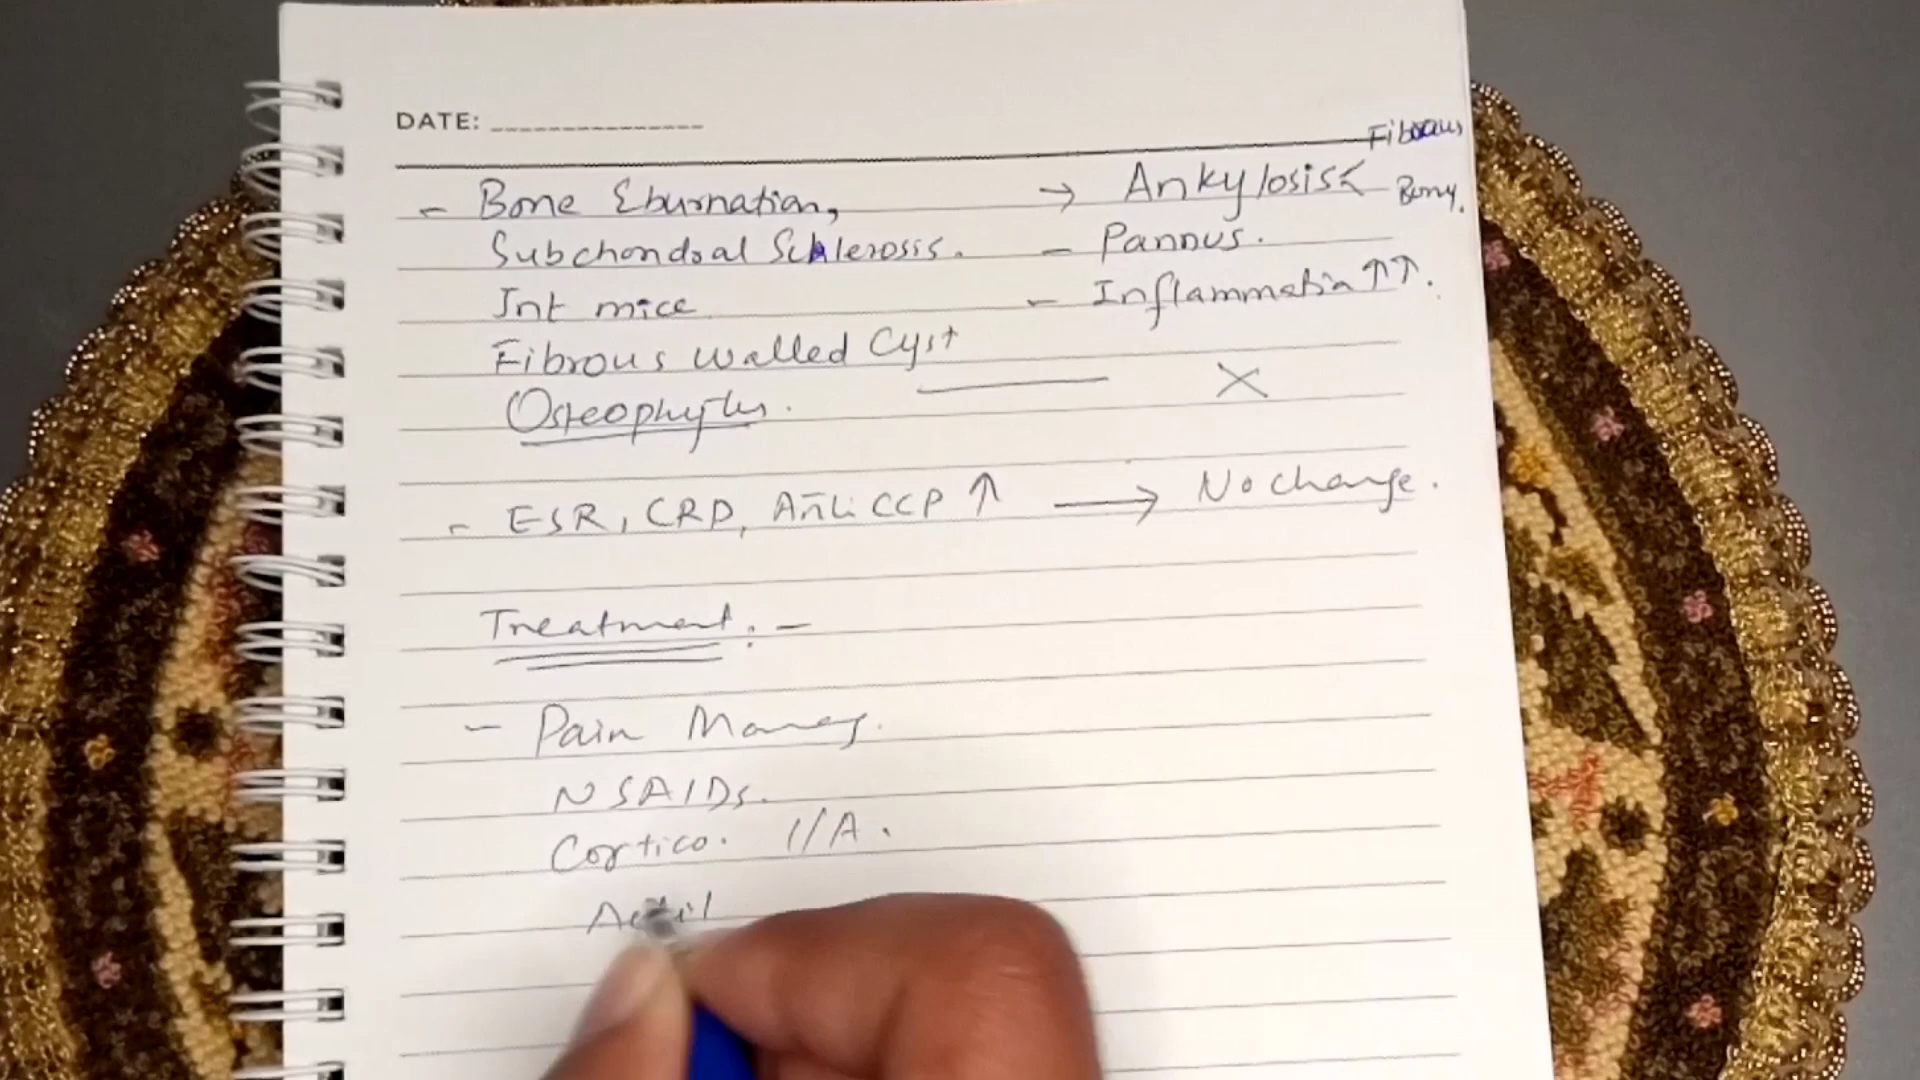 DATE: _______________
Fibrous
- Bone Eburnation, → Ankylosis < Bony.
Subchondral Sclerosis. - Pannus.
Jnt mice - Inflammation ↑↑.
Fibrous walled Cyst
Osteophytes. — X
- ESR, CRP, Anti CCP ↑ → No change.
Treatment: -
- Pain Manag.
NSAIDs.
Cortico. I/A.